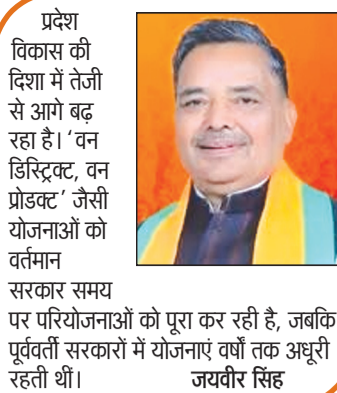 प्रदेश
विकास की
दिशा में तेजी
से आगे बढ़
रहा है। ‘वन
डिस्ट्रिक्ट, वन
प्रोडक्ट’ जैसी
योजनाओं को
वर्तमान
सरकार समय
पर परियोजनाओं को पूरा कर रही है, जबकि
पूर्ववर्ती सरकारों में योजनाएं वर्षों तक अधूरी
रहती थीं। जयवीर सिंह